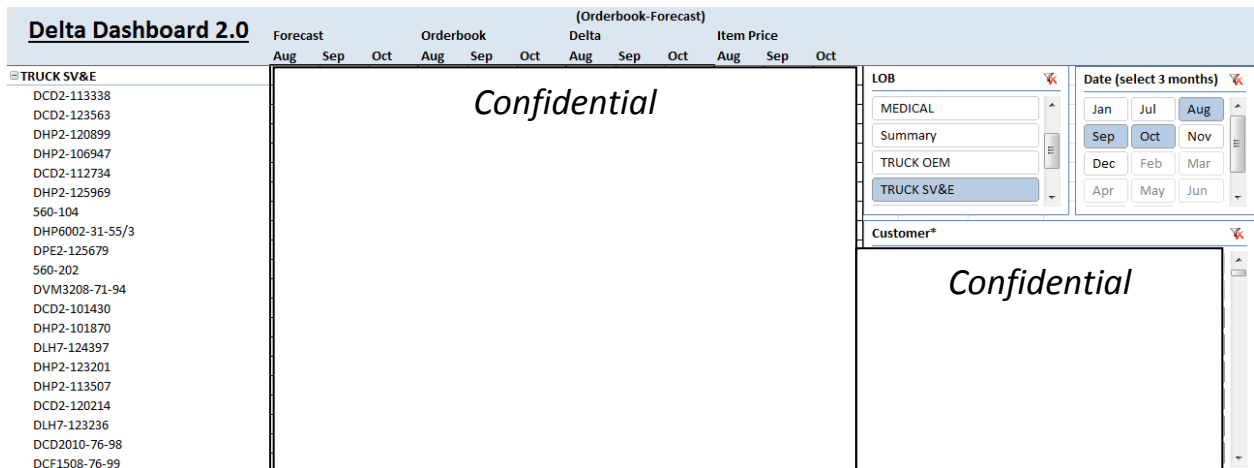 (Orderbook-Forecast)
Delta Dashboard 2.0 Forecast Orderbook Delta Item Price
Aug Sep Oct Aug Sep Oct Aug Sep Oct Aug Sep Oct
TRUCK SV&E
DCD2-113338
DCD2-123563
DHP2-120899
DHP2-106947
DCD2-112734
DHP2-125969
560-104
DHP6002-31-55/3
DPE2-125679
560-202
DVM3208-71-94
DCD2-101430
DHP2-101870
DLH7-124397
DHP2-123201
DHP2-113507
DCD2-120214
DLH7-123236
DCD2010-76-98
DCF1508-76-99
Confidential
LOB
MEDICAL
Summary
TRUCK OEM
TRUCK SV&E
Date (select 3 months)
Jan Jul Aug
Sep Oct Nov
Dec Feb Mar
Apr May Jun
Customer*
Confidential